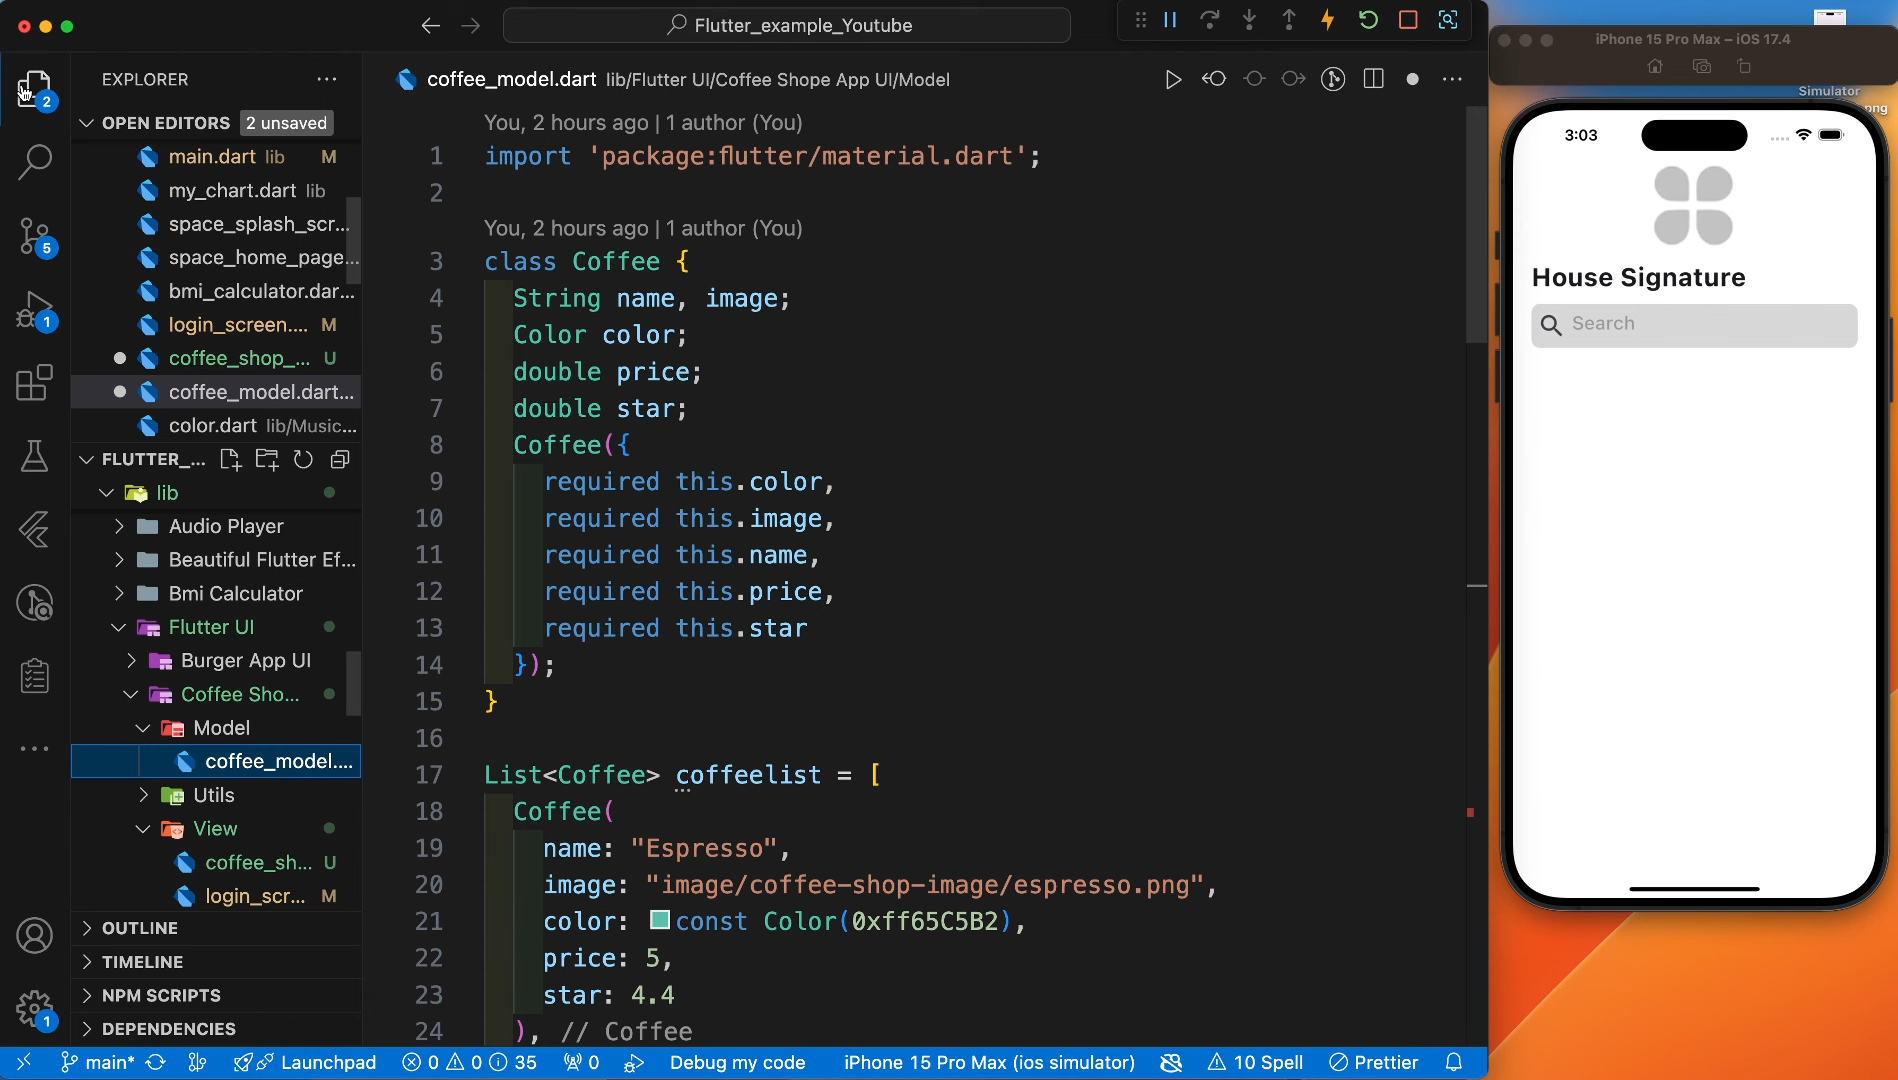 Flutter_example_Youtube
EXPLORER
OPEN EDITORS 2 unsaved
main.dart lib M
my_chart.dart lib
space_splash_scr...
space_home_page...
bmi_calculator.dar...
login_screen.... M
coffee_shop_... U
coffee_model.dart...
color.dart lib/Music...
FLUTTER_...
lib
Audio Player
Beautiful Flutter Ef...
Bmi Calculator
Flutter UI
Burger App UI
Coffee Sho...
Model
coffee_model....
Utils
View
coffee_sh... U
login_scr... M
OUTLINE
TIMELINE
NPM SCRIPTS
DEPENDENCIES
2
5
1
1
coffee_model.dart lib/Flutter UI/Coffee Shope App UI/Model
You, 2 hours ago | 1 author (You)
1 import 'package:flutter/material.dart';
2
You, 2 hours ago | 1 author (You)
3 class Coffee {
4 String name, image;
5 Color color;
6 double price;
7 double star;
8 Coffee({
9 required this.color,
10 required this.image,
11 required this.name,
12 required this.price,
13 required this.star
14 });
15 }
16
17 List<Coffee> coffeelist = [
18 Coffee(
19 name: "Espresso",
20 image: "image/coffee-shop-image/espresso.png",
21 color: const Color(0xff65C5B2),
22 price: 5,
23 star: 4.4
24 ), // Coffee
main* Launchpad 0 0 35 0 Debug my code iPhone 15 Pro Max (ios simulator) 10 Spell Prettier
iPhone 15 Pro Max – iOS 17.4
Simulator
png
3:03
House Signature
Search